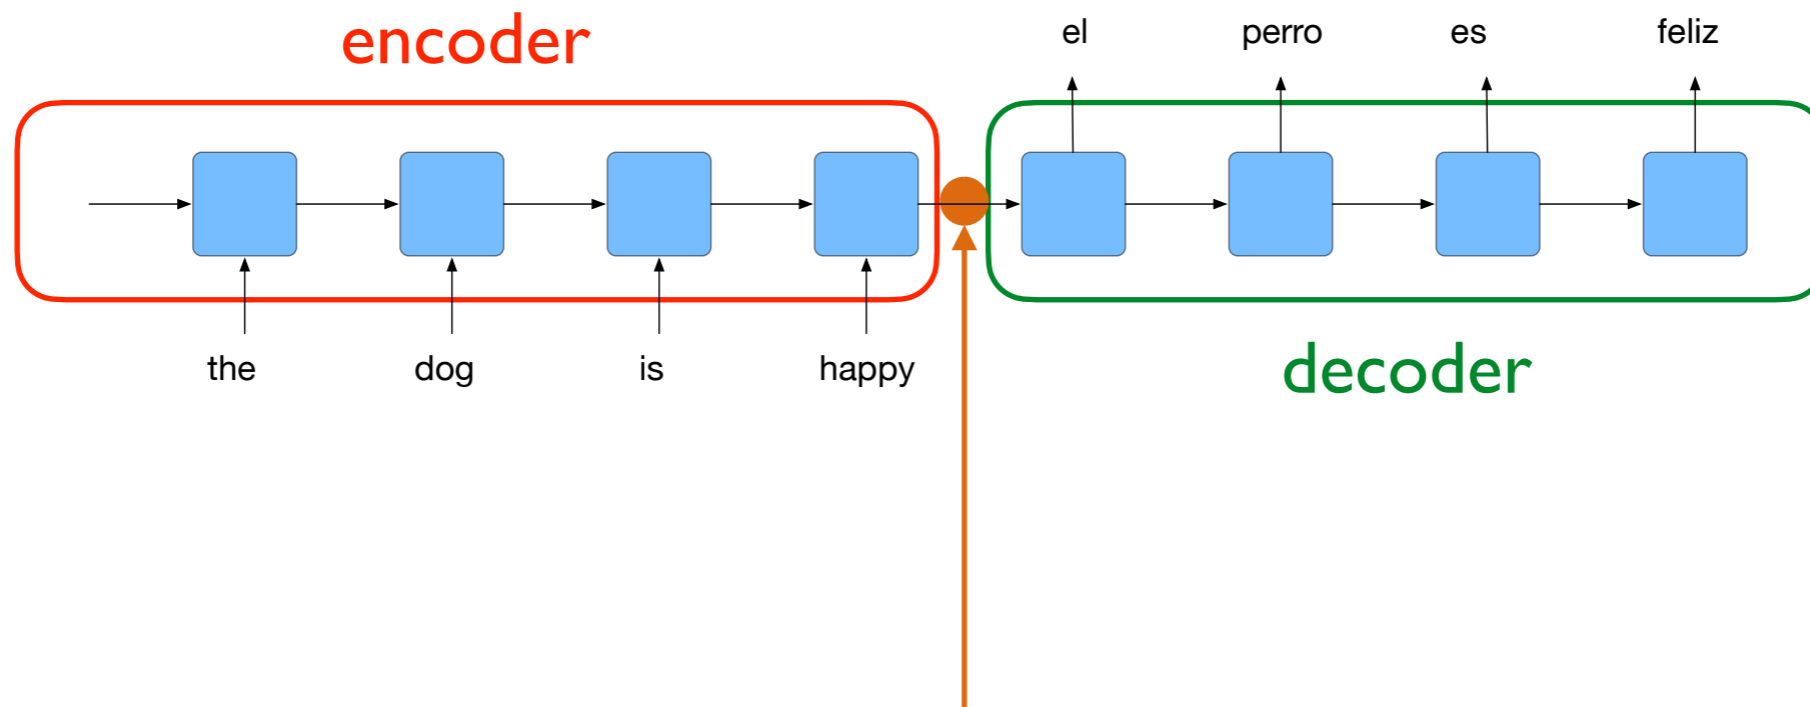 encoder
el perro es feliz
the dog is happy
decoder